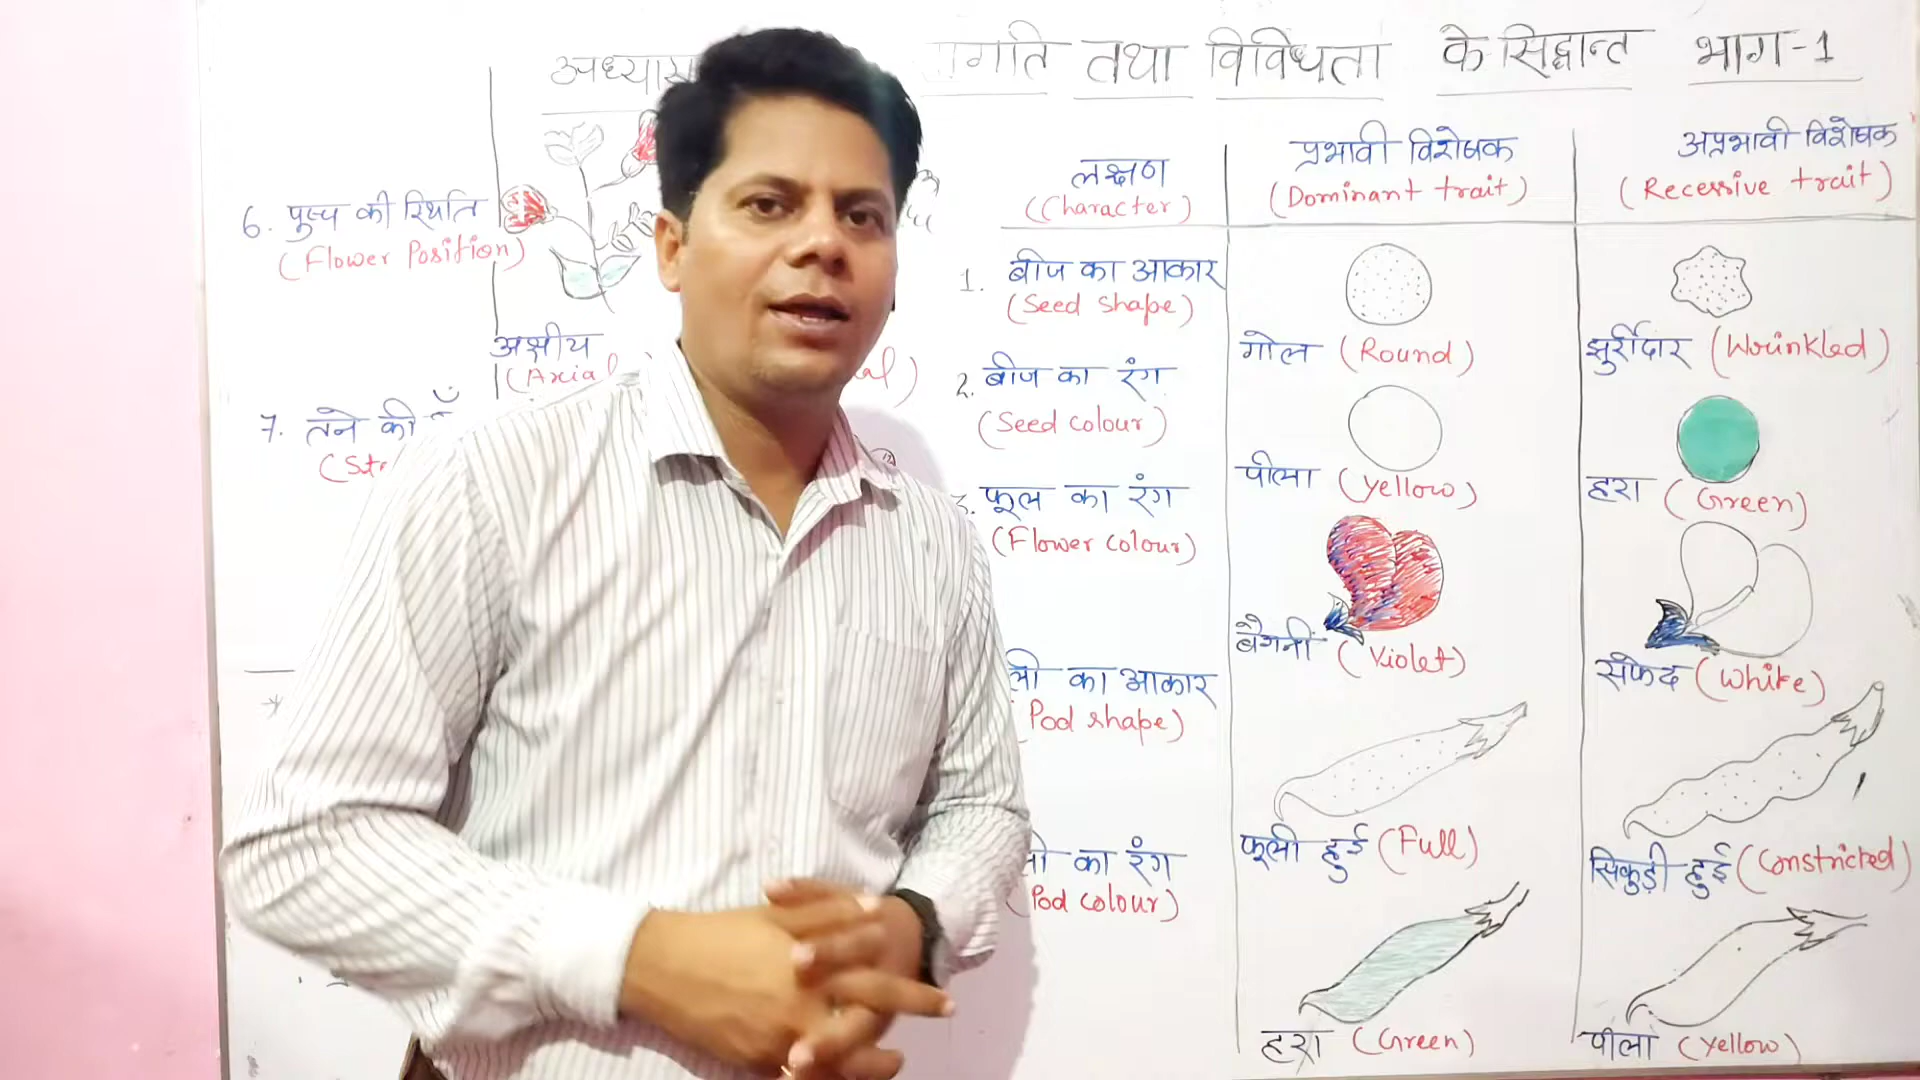 अध्याय
तथा विविधता के सिद्धान्त भाग-1
6. पुष्प की स्थिति
(Flower Position)
अक्षीय
(Axial
7. तने की
लक्षण
(Character)
प्रभावी विशेषक
(Dominant trait)
अप्रभावी विशेषक
(Recessive trait)
1. बीज का आकार
(Seed shape)
गोल (Round)
झुर्रीदार (Wrinkled)
2. बीज का रंग
(Seed colour)
पीला (Yellow)
हरा (Green)
3. फूल का रंग
(Flower colour)
बैगनी (Violet)
सफेद (White)
का आकार
Pod shape)
फूली हुई (Full)
सिकुड़ी हुई (Constricted)
का रंग
(Pod colour)
हरा (Green)
पीला (Yellow)